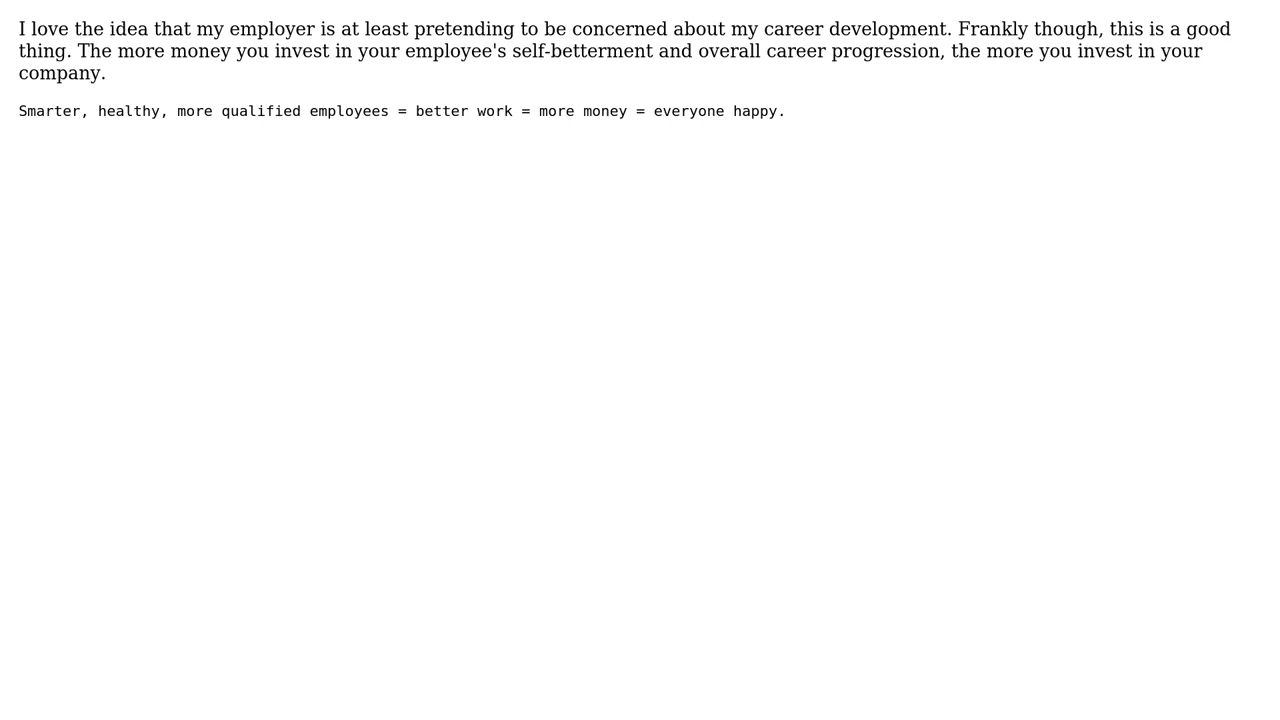 I love the idea that my employer is at least pretending to be concerned about my career development. Frankly though, this is a good
thing. The more money you invest in your employee's self-betterment and overall career progression, the more you invest in your
company.
Smarter, healthy, more qualified employees = better work = more money = everyone happy.